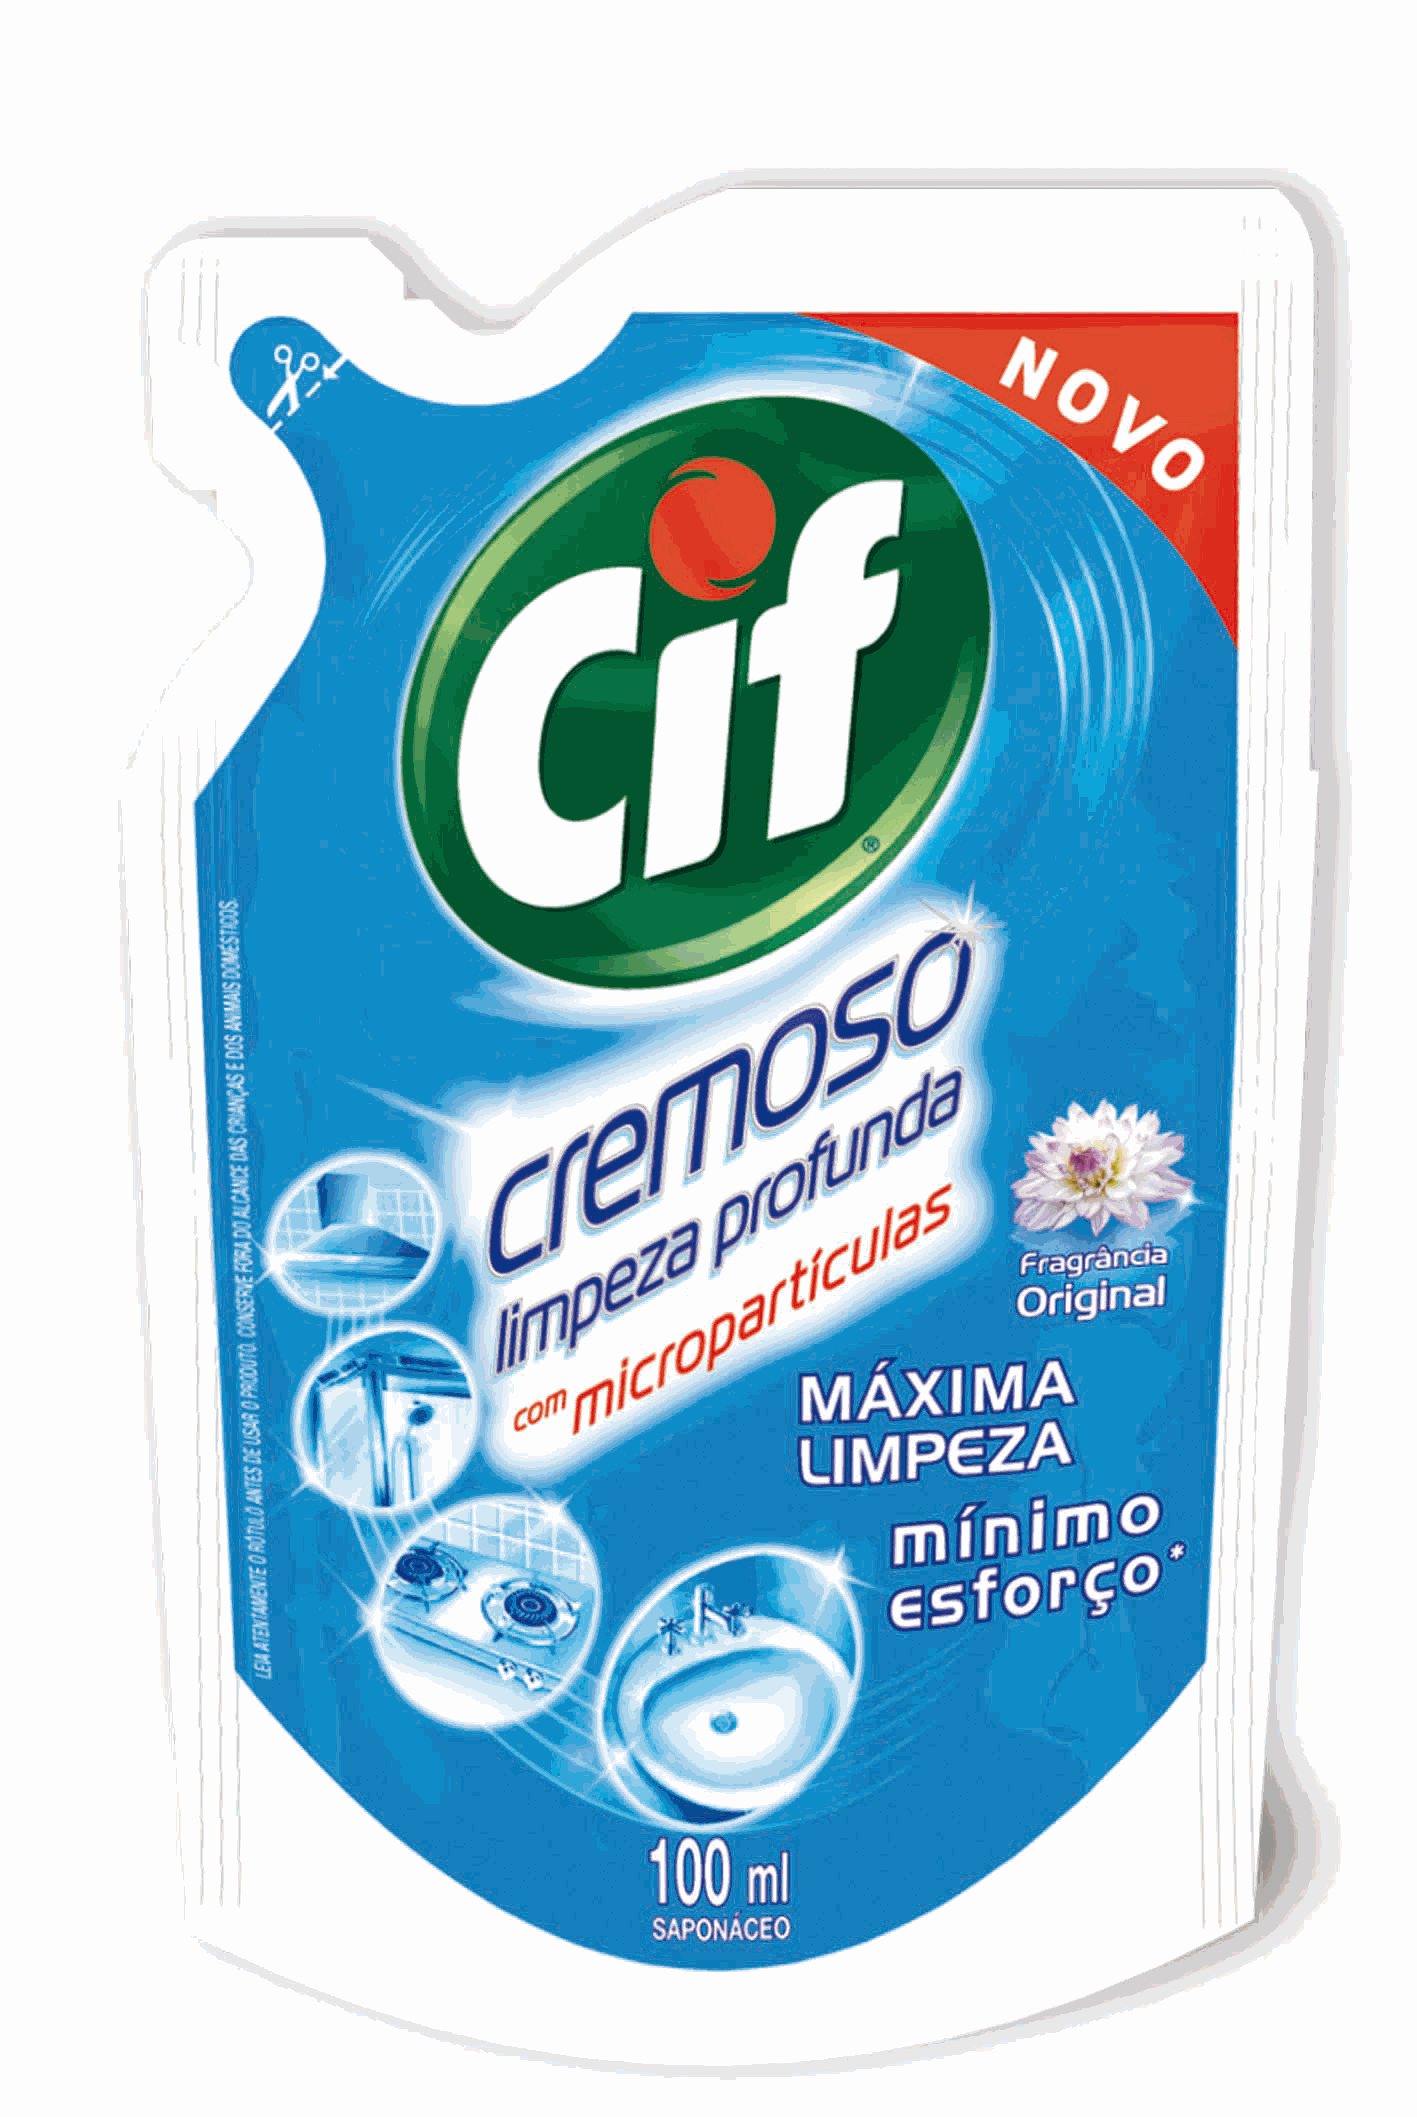 NOVO
Cif
®
cremoso
limpeza profunda
com micropartículas
Fragrância
Original
MÁXIMA
LIMPEZA
mínimo
esforço*
100 ml
SAPONÁCEO
LEIA ATENTAMENTE O RÓTULO ANTES DE USAR O PRODUTO. CONSERVE FORA DO ALCANCE DAS CRIANÇAS E DOS ANIMAIS DOMÉSTICOS.